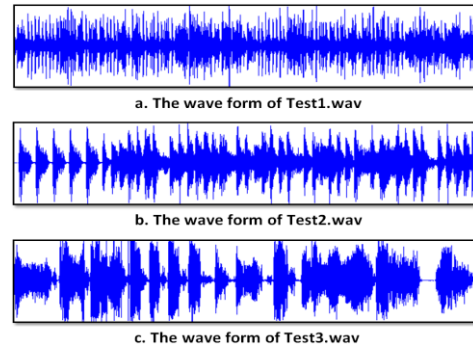 a. The wave form of Test1.wav
b. The wave form of Test2.wav
c. The wave form of Test3.wav